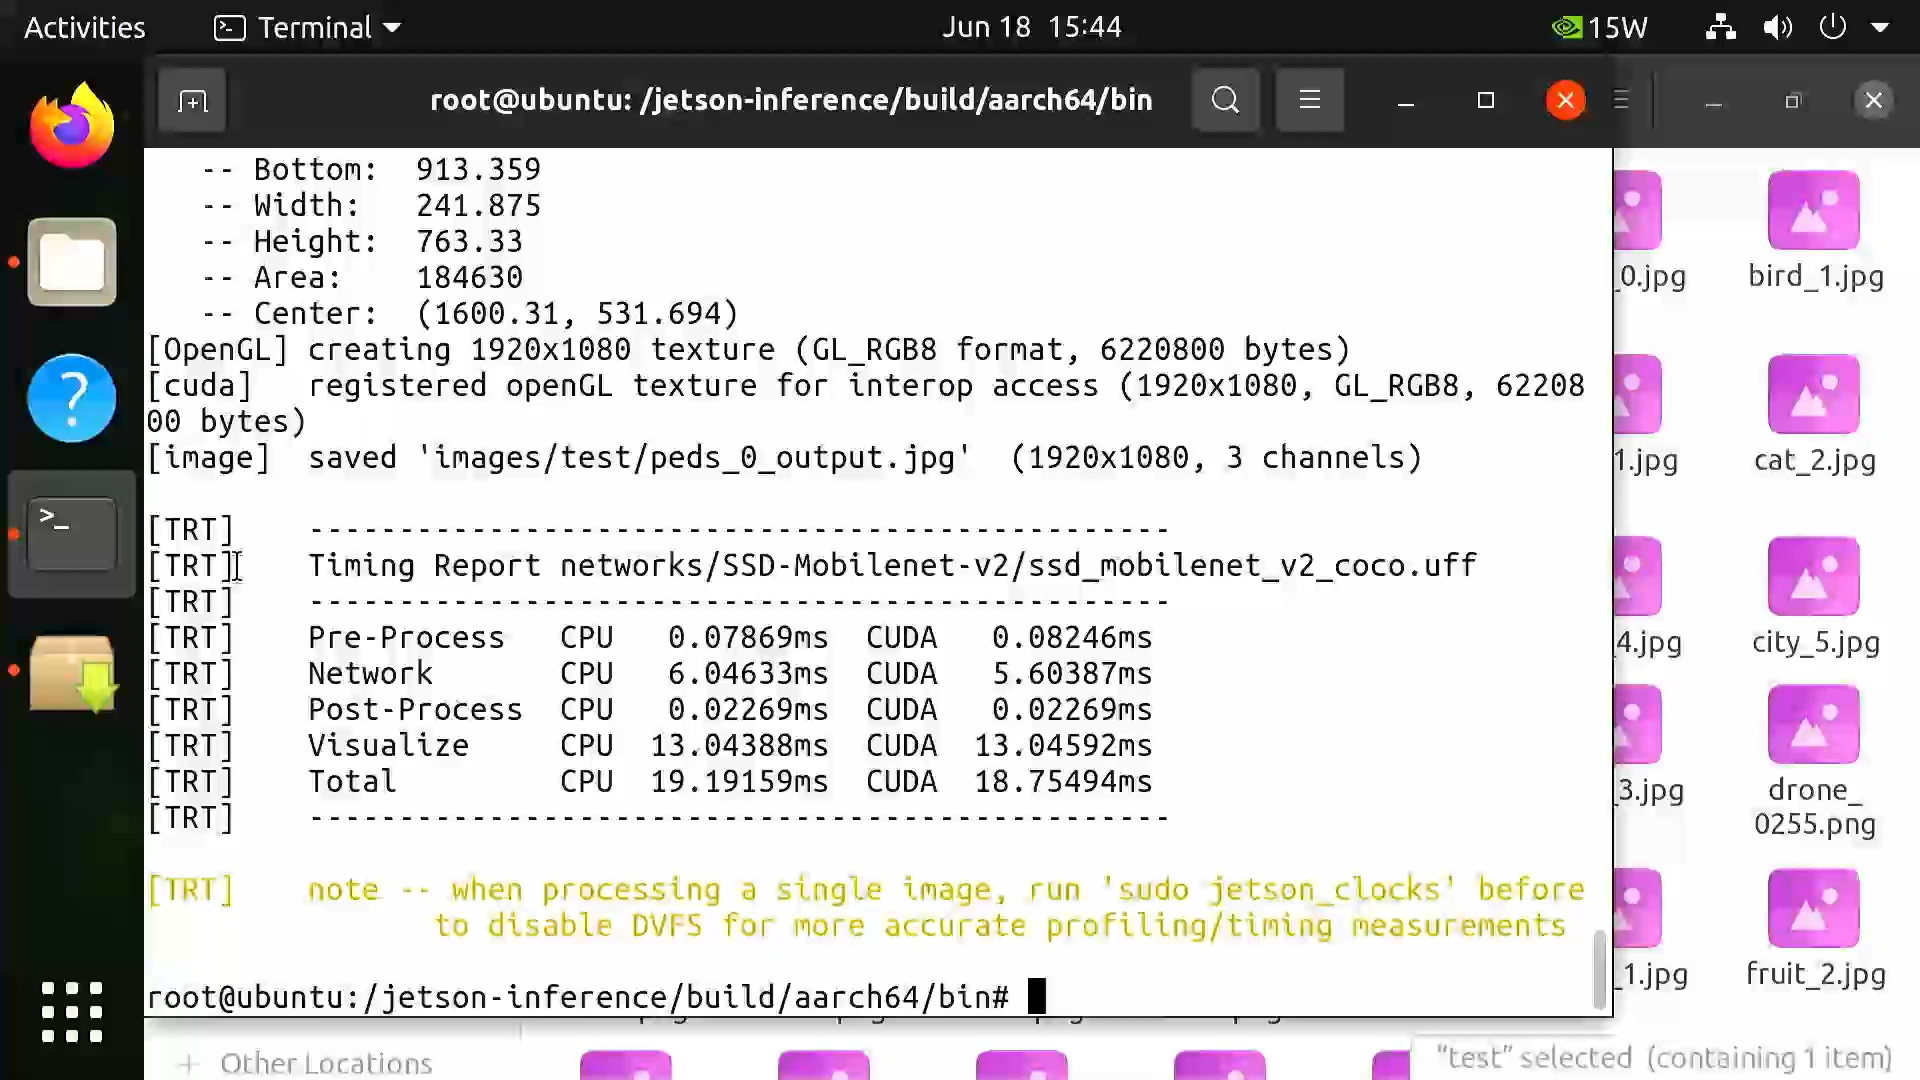 Activities
Terminal
Jun 18 15:44
15W
root@ubuntu: /jetson-inference/build/aarch64/bin
-- Bottom: 913.359
-- Width: 241.875
-- Height: 763.33
-- Area: 184630
-- Center: (1600.31, 531.694)
[OpenGL] creating 1920x1080 texture (GL_RGB8 format, 6220800 bytes)
[cuda] registered openGL texture for interop access (1920x1080, GL_RGB8, 62208
00 bytes)
[image] saved 'images/test/peds_0_output.jpg' (1920x1080, 3 channels)
[TRT] ------------------------------------------------
[TRT] Timing Report networks/SSD-Mobilenet-v2/ssd_mobilenet_v2_coco.uff
[TRT] ------------------------------------------------
[TRT] Pre-Process CPU 0.07869ms CUDA 0.08246ms
[TRT] Network CPU 6.04633ms CUDA 5.60387ms
[TRT] Post-Process CPU 0.02269ms CUDA 0.02269ms
[TRT] Visualize CPU 13.04388ms CUDA 13.04592ms
[TRT] Total CPU 19.19159ms CUDA 18.75494ms
[TRT] ------------------------------------------------
[TRT] note -- when processing a single image, run 'sudo jetson_clocks' before
to disable DVFS for more accurate profiling/timing measurements
root@ubuntu:/jetson-inference/build/aarch64/bin#
_0.jpg
bird_1.jpg
1.jpg
cat_2.jpg
4.jpg
city_5.jpg
3.jpg
drone_
0255.png
_1.jpg
fruit_2.jpg
+ Other Locations
"test" selected (containing 1 item)